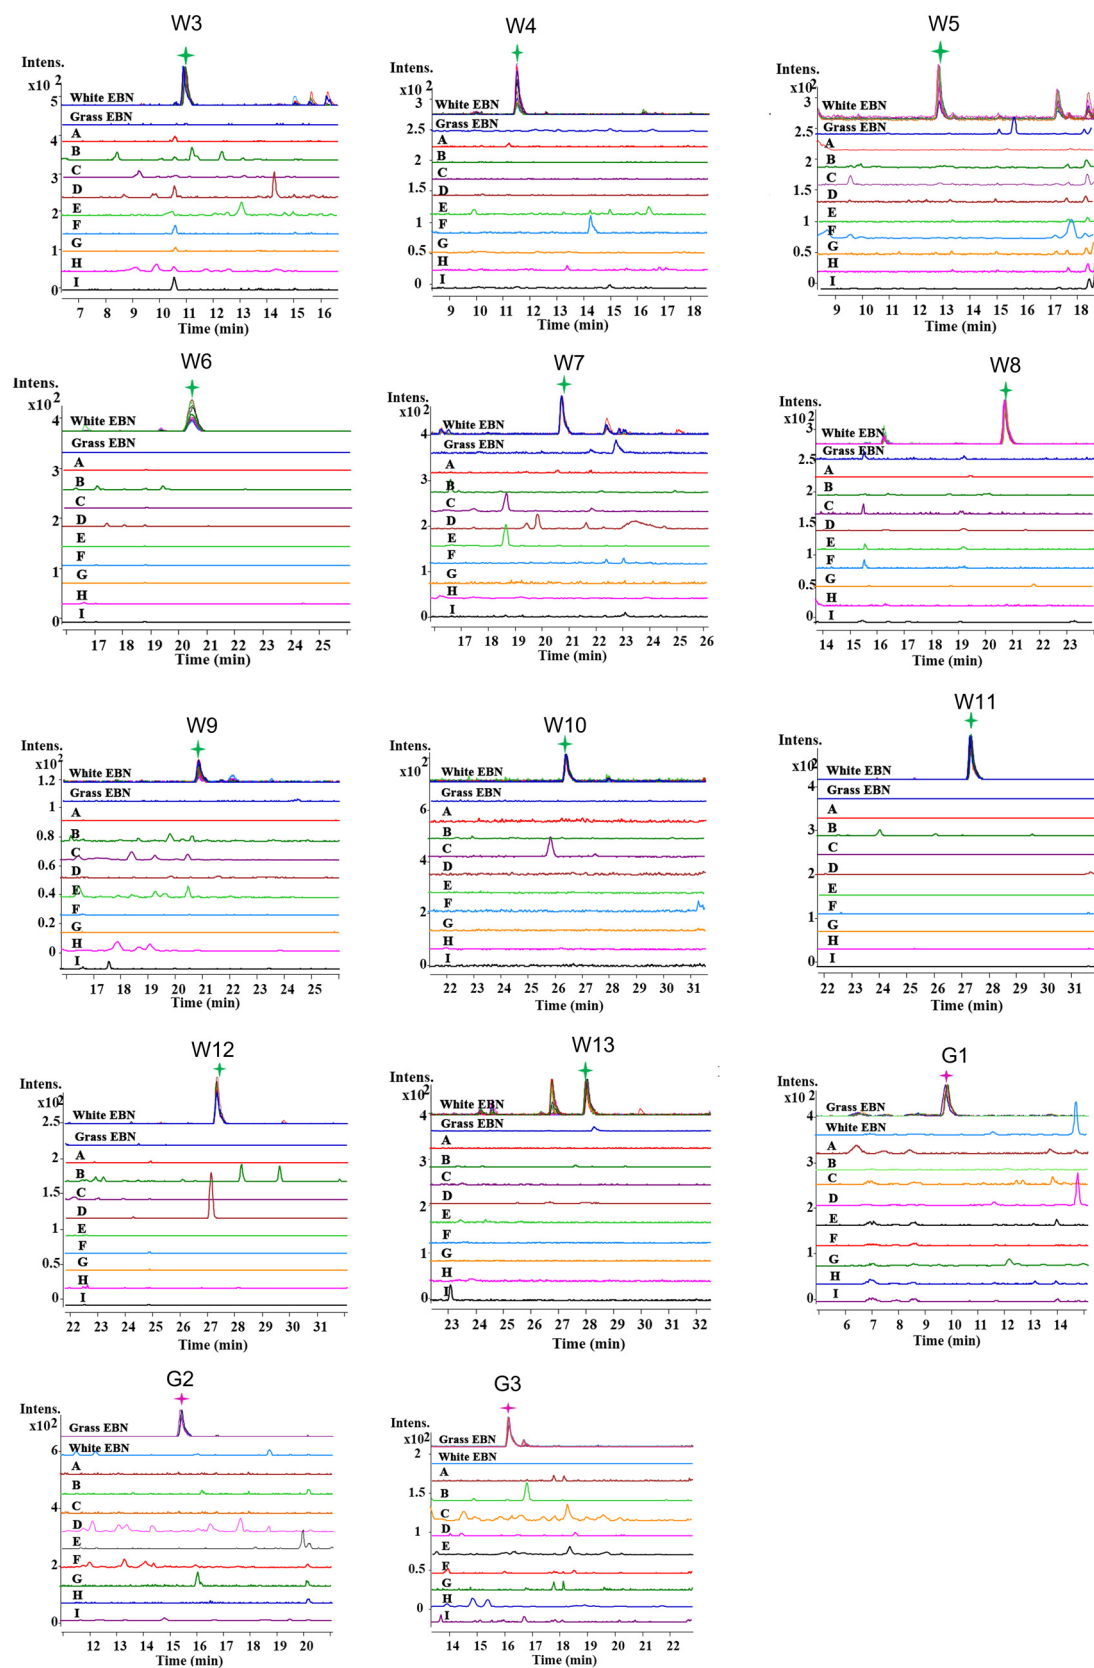 W3
Intens.
x10 2
White EBN
5
Grass EBN
A
4
B
C
3
D
E
2
F
G
1
H
I
0
7 8 9 10 11 12 13 14 15 16
Time (min)
W4
Intens.
x10 2
White EBN
3
Grass EBN
2.5
A
B
2
C
D
1.5
E
F
1
G
0.5
H
I
0
9 10 11 12 13 14 15 16 17 18
Time (min)
W5
Intens.
x10 2
3
White EBN
Grass EBN
2.5
A
B
2
C
D
1.5
E
F
1
G
0.5
H
I
0
9 10 11 12 13 14 15 16 17 18
Time (min)
W6
Intens.
x10 2
White EBN
4
Grass EBN
A
3
B
C
D
2
E
F
G
1
H
I
0
17 18 19 20 21 22 23 24 25
Time (min)
W7
Intens.
x10 2
White EBN
4
Grass EBN
A
3
B
C
D
2
E
F
G
1
H
I
0
17 18 19 20 21 22 23 24 25 26
Time (min)
W8
Intens.
x10 2
3
White EBN
Grass EBN
2.5
A
B
2
C
D
1.5
E
F
1
G
0.5
H
I
0
14 15 16 17 18 19 20 21 22 23
Time (min)
W9
Intens.
x10 2
White EBN
1.2
Grass EBN
1
A
B
0.8
C
0.6
D
E
0.4
F
G
0.2
H
0
I
17 18 19 20 21 22 23 24 25
Time (min)
W10
Intens.
x10 2
White EBN
Grass EBN
6
A
B
C
4
D
E
F
2
G
H
I
0
22 23 24 25 26 27 28 29 30 31
Time (min)
W11
Intens.
x10 2
White EBN
4
Grass EBN
A
B
3
C
D
2
E
F
1
G
H
I
0
22 23 24 25 26 27 28 29 30 31
Time (min)
W12
Intens.
x10 2
White EBN
2.5
Grass EBN
A
2
B
C
1.5
D
E
1
F
G
0.5
H
I
0
22 23 24 25 26 27 28 29 30 31
Time (min)
W13
Intens.
x10 2
White EBN
4
Grass EBN
A
3
B
C
D
2
E
F
G
1
H
I
0
23 24 25 26 27 28 29 30 31 32
Time (min)
G1
Intens.
x10 2
Grass EBN
4
White EBN
A
B
3
C
D
2
E
F
G
1
H
I
0
6 7 8 9 10 11 12 13 14 15
Time (min)
G2
Intens.
x10 2
Grass EBN
White EBN
6
A
B
C
4
D
E
F
2
G
H
I
0
12 13 14 15 16 17 18 19 20
Time (min)
G3
Intens.
x10 2
Grass EBN
2
White EBN
A
B
1.5
C
D
1
E
F
0.5
G
H
0
I
14 15 16 17 18 19 20 21 22
Time (min)